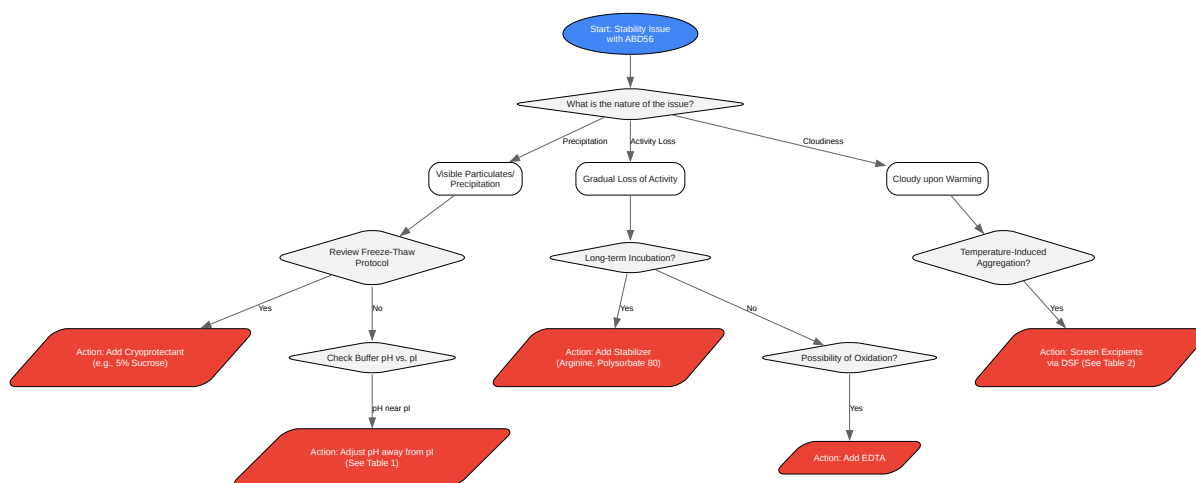 Start: Stability Issue
with ABD56
What is the nature of the issue?
Precipitation
Activity Loss
Cloudiness
Visible Particulates/
Precipitation
Gradual Loss of Activity
Cloudy upon Warming
Review Freeze-Thaw
Protocol
Long-term Incubation?
Temperature-Induced
Aggregation?
Yes
No
Yes
No
Yes
Action: Add Cryoprotectant
(e.g., 5% Sucrose)
Check Buffer pH vs. pI
Action: Add Stabilizer
(Arginine, Polysorbate 80)
Possibility of Oxidation?
Action: Screen Excipients
via DSF (See Table 2)
pH near pI
Yes
Action: Adjust pH away from pI
(See Table 1)
Action: Add EDTA